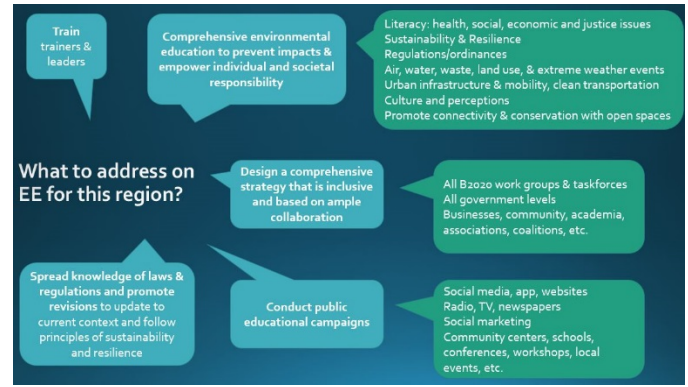 Train
trainers &
leaders
Comprehensive environmental
education to prevent impacts &
empower individual and societal
responsibility
Literacy: health, social, economic and justice issues
Sustainability & Resilience
Regulations/ordinances
Air, water, waste, land use, & extreme weather events
Urban infrastructure & mobility, clean transportation
Culture and perceptions
Promote connectivity & conservation with open spaces
What to address on
EE for this region?
Design a comprehensive
strategy that is inclusive
and based on ample
collaboration
All B2020 work groups & taskforces
All government levels
Businesses, community, academia,
associations, coalitions, etc.
Spread knowledge of laws &
regulations and promote
revisions to update to
current context and follow
principles of sustainability
and resilience
Conduct public
educational campaigns
Social media, app, websites
Radio, TV, newspapers
Social marketing
Community centers, schools,
conferences, workshops, local
events, etc.